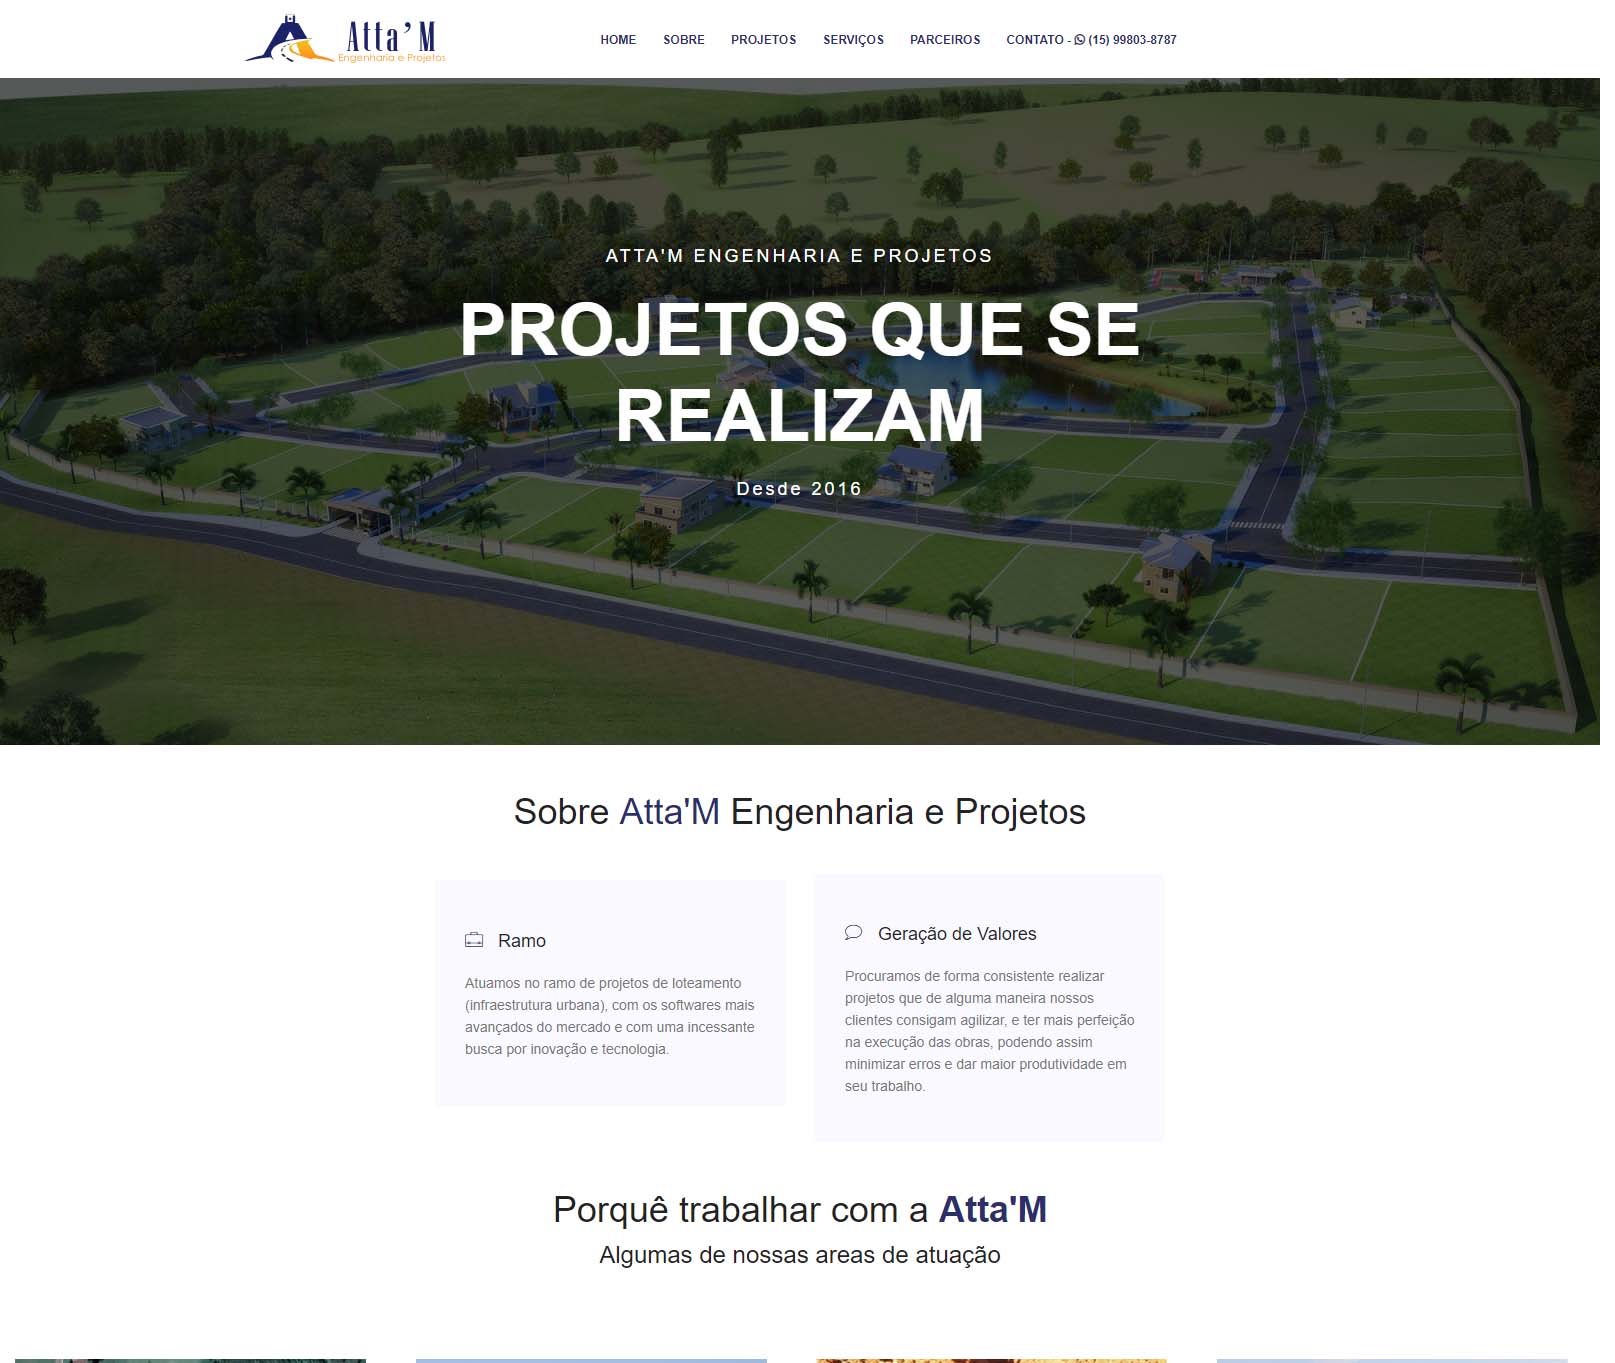 Atta'M
Engenharia e Projetos
HOME SOBRE PROJETOS SERVIÇOS PARCEIROS CONTATO - (15) 99803-8787
ATTA'M ENGENHARIA E PROJETOS
PROJETOS QUE SE
REALIZAM
Desde 2016
Sobre Atta'M Engenharia e Projetos
Ramo
Atuamos no ramo de projetos de loteamento
(infraestrutura urbana), com os softwares mais
avançados do mercado e com uma incessante
busca por inovação e tecnologia.
Geração de Valores
Procuramos de forma consistente realizar
projetos que de alguma maneira nossos
clientes consigam agilizar, e ter mais perfeição
na execução das obras, podendo assim
minimizar erros e dar maior produtividade em
seu trabalho.
Porquê trabalhar com a Atta'M
Algumas de nossas areas de atuação